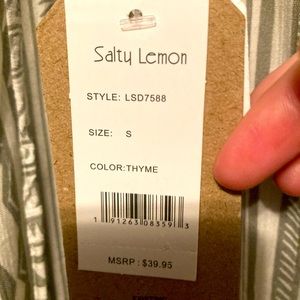 Salty Lemon
STYLE: LSD7588
SIZE: S
COLOR:THYME
1 91263 08359 3
MSRP : $39.95